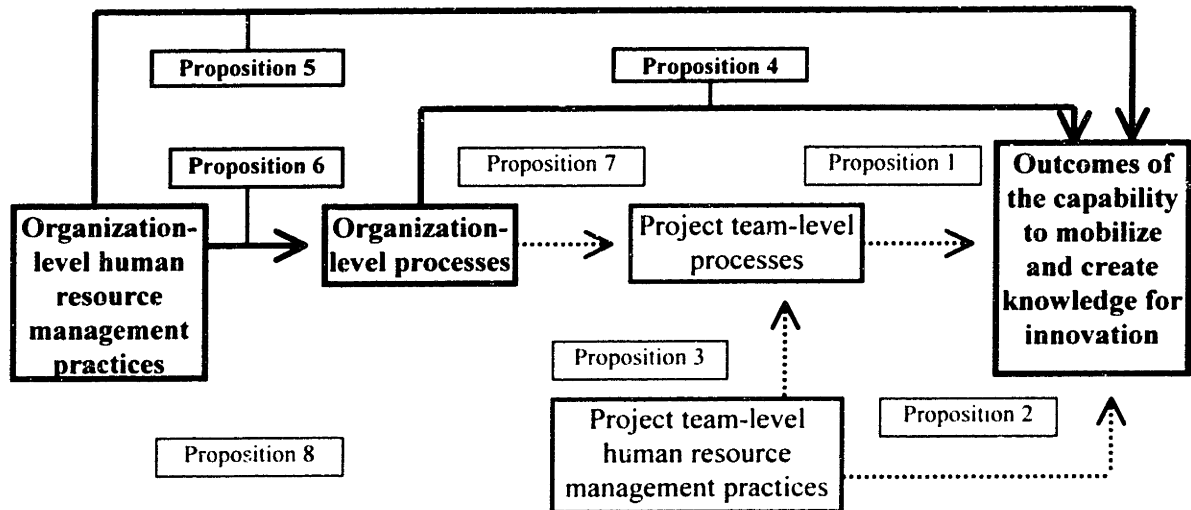 Proposition 5
Proposition 4
Proposition 6
Proposition 7
Proposition 1
Organization-
level human
resource
management
practices
Organization-
level processes
Project team-level
processes
Outcomes of
the capability
to mobilize
and create
knowledge for
innovation
Proposition 3
Project team-level
human resource
management practices
Proposition 2
Proposition 8